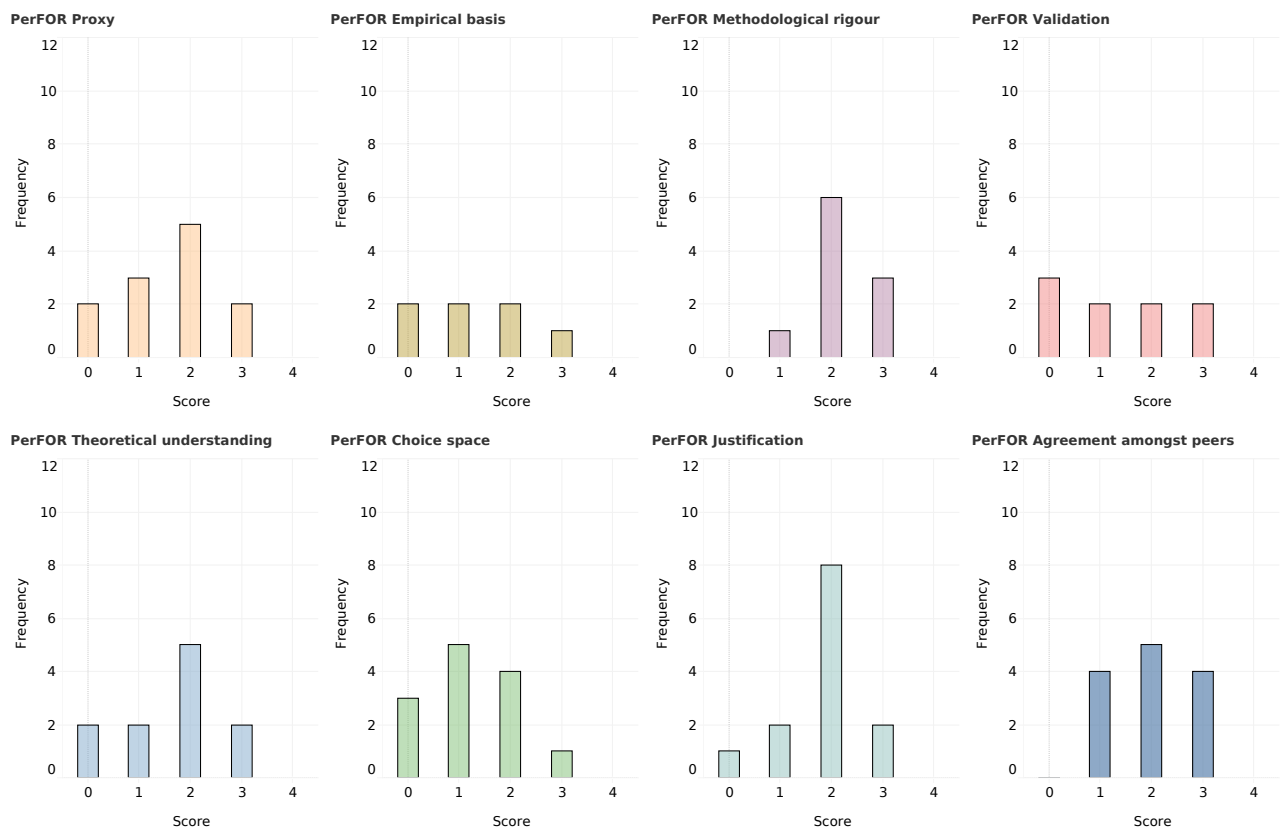 PerFOR Proxy
12
10
8
6
4
2
0
Frequency
0 1 2 3 4
Score
PerFOR Empirical basis
12
10
8
6
4
2
0
Frequency
0 1 2 3 4
Score
PerFOR Methodological rigour
12
10
8
6
4
2
0
Frequency
0 1 2 3 4
Score
PerFOR Validation
12
10
8
6
4
2
0
Frequency
0 1 2 3 4
Score
PerFOR Theoretical understanding
12
10
8
6
4
2
0
Frequency
0 1 2 3 4
Score
PerFOR Choice space
12
10
8
6
4
2
0
Frequency
0 1 2 3 4
Score
PerFOR Justification
12
10
8
6
4
2
0
Frequency
0 1 2 3 4
Score
PerFOR Agreement amongst peers
12
10
8
6
4
2
0
Frequency
0 1 2 3 4
Score